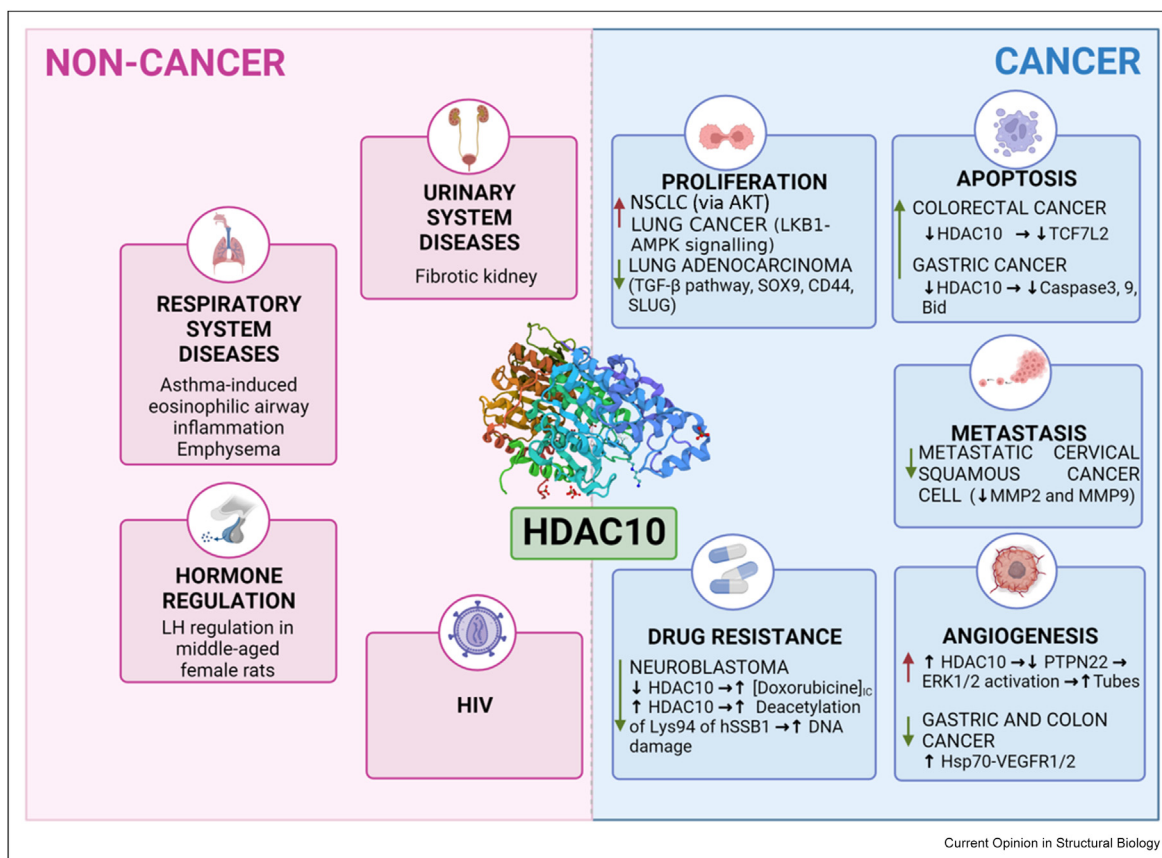 NON-CANCER
URINARY
SYSTEM
DISEASES
Fibrotic kidney
RESPIRATORY
SYSTEM
DISEASES
Asthma-induced
eosinophilic airway
inflammation
Emphysema
HORMONE
REGULATION
LH regulation in
middle-aged
female rats
HIV
HDAC10
CANCER
PROLIFERATION
↑ NSCLC (via AKT)
LUNG CANCER (LKB1-
AMPK signalling)
↓ LUNG ADENOCARCINOMA
(TGF-β pathway, SOX9, CD44,
SLUG)
APOPTOSIS
↑ COLORECTAL CANCER
↓HDAC10 → ↓TCF7L2
GASTRIC CANCER
↓HDAC10 → ↓Caspase3, 9,
Bid
METASTASIS
↓ METASTATIC CERVICAL
SQUAMOUS CANCER
CELL (↓MMP2 and MMP9)
DRUG RESISTANCE
↓ NEUROBLASTOMA
↓ HDAC10 →↑ [Doxorubicine]IC
↑ HDAC10 →↑ Deacetylation
of Lys94 of hSSB1 →↑ DNA
damage
ANGIOGENESIS
↑ ↑ HDAC10 →↓ PTPN22 →
ERK1/2 activation →↑Tubes
↓ GASTRIC AND COLON
CANCER
↑ Hsp70-VEGFR1/2
Current Opinion in Structural Biology